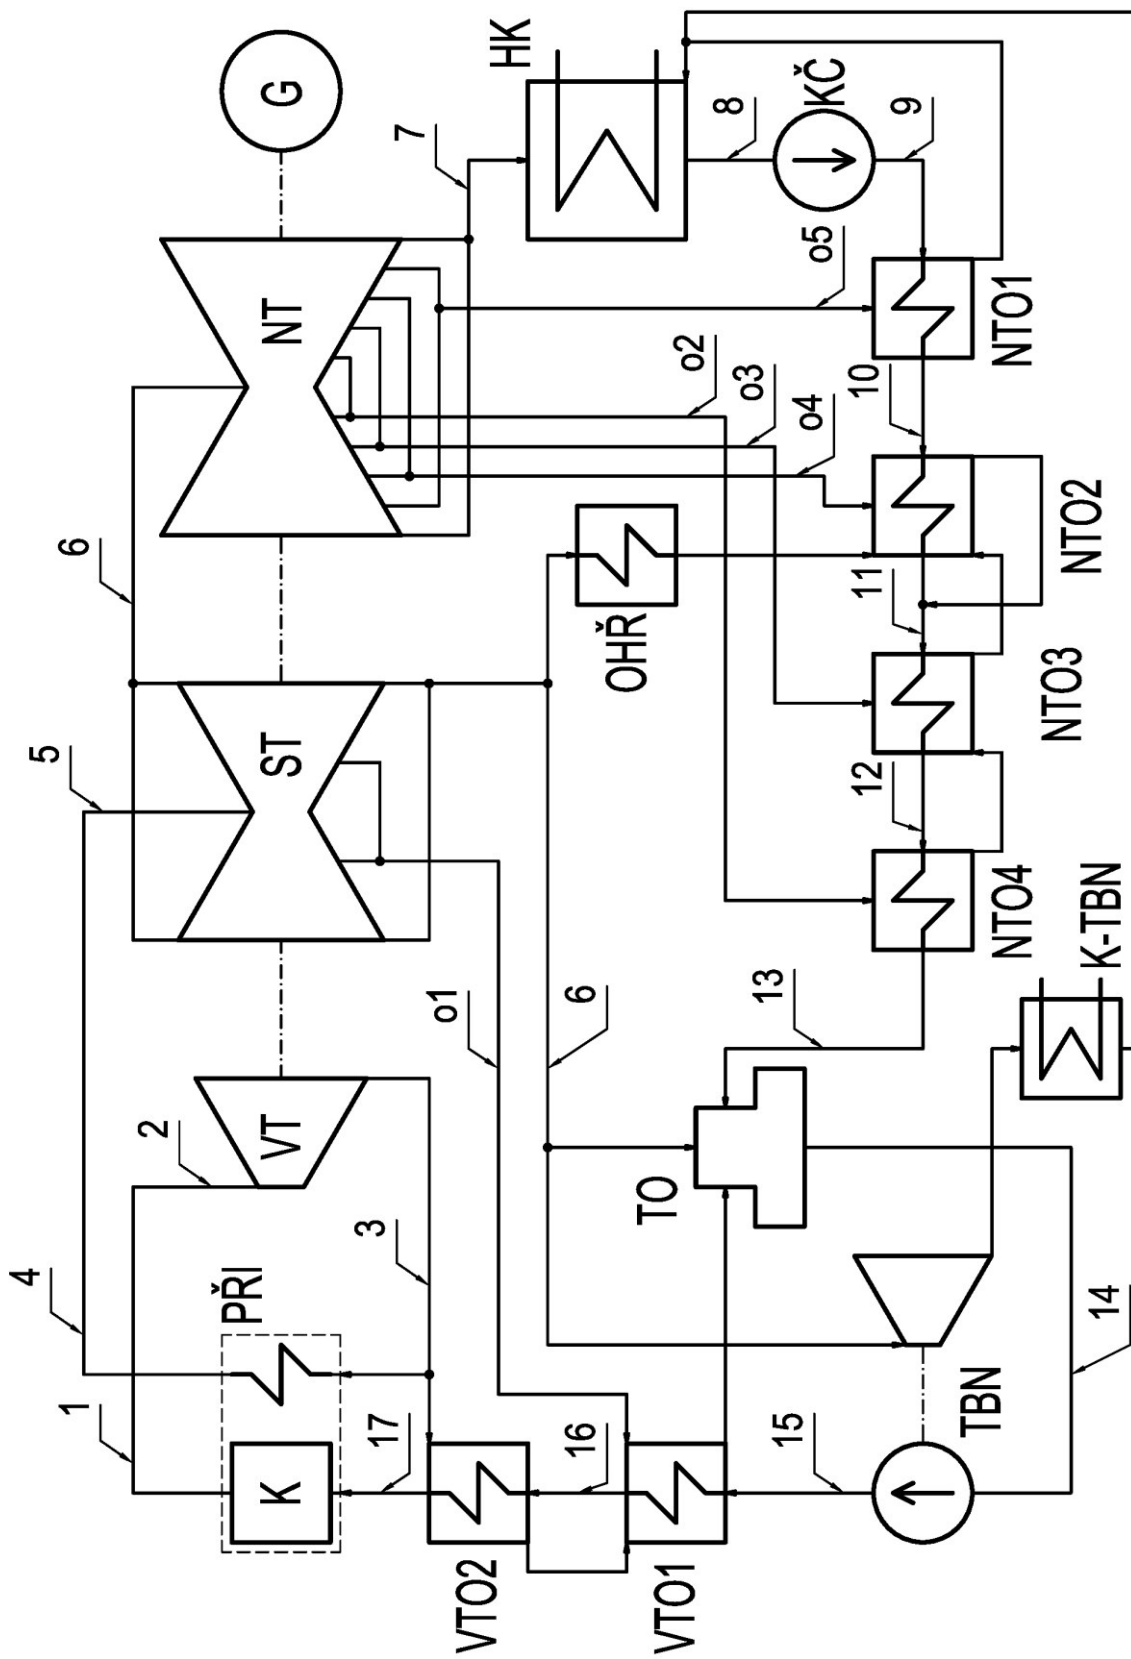 4
5
1
6
2
PŘI
K
VT
ST
NT
G
3
17
7
o1
VTO2
HK
16
6
OHŘ
TO
VTO1
o2
8
o3
13
15
o4
o5
KČ
12
11
10
9
TBN
NTO4
NTO1
NTO3
NTO2
14
K-TBN